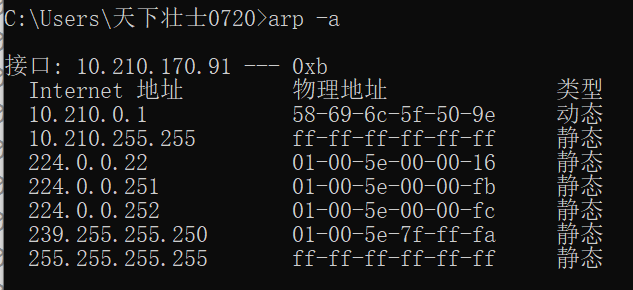 C:\Users\天下壮士0720>arp -a
接口: 10.210.170.91 --- 0xb
Internet 地址 物理地址 类型
10.210.0.1 58-69-6c-5f-50-9e 动态
10.210.255.255 ff-ff-ff-ff-ff-ff 静态
224.0.0.22 01-00-5e-00-00-16 静态
224.0.0.251 01-00-5e-00-00-fb 静态
224.0.0.252 01-00-5e-00-00-fc 静态
239.255.255.250 01-00-5e-7f-ff-fa 静态
255.255.255.255 ff-ff-ff-ff-ff-ff 静态